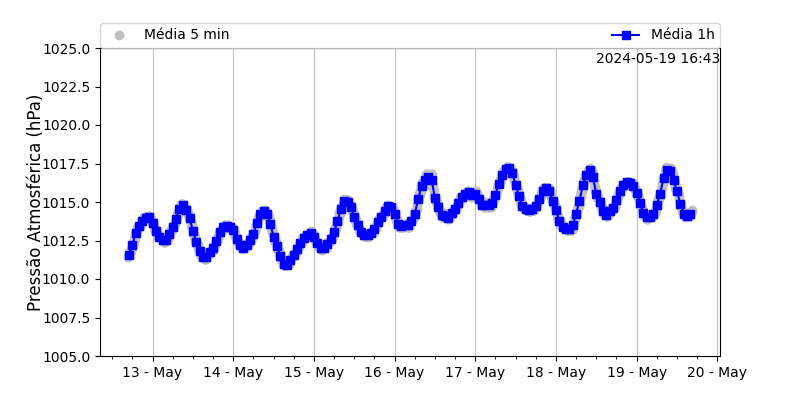 Média 5 min
Média 1h
2024-05-19 16:43
Pressão Atmosférica (hPa)
1025.0
1022.5
1020.0
1017.5
1015.0
1012.5
1010.0
1007.5
1005.0
13 - May
14 - May
15 - May
16 - May
17 - May
18 - May
19 - May
20 - May